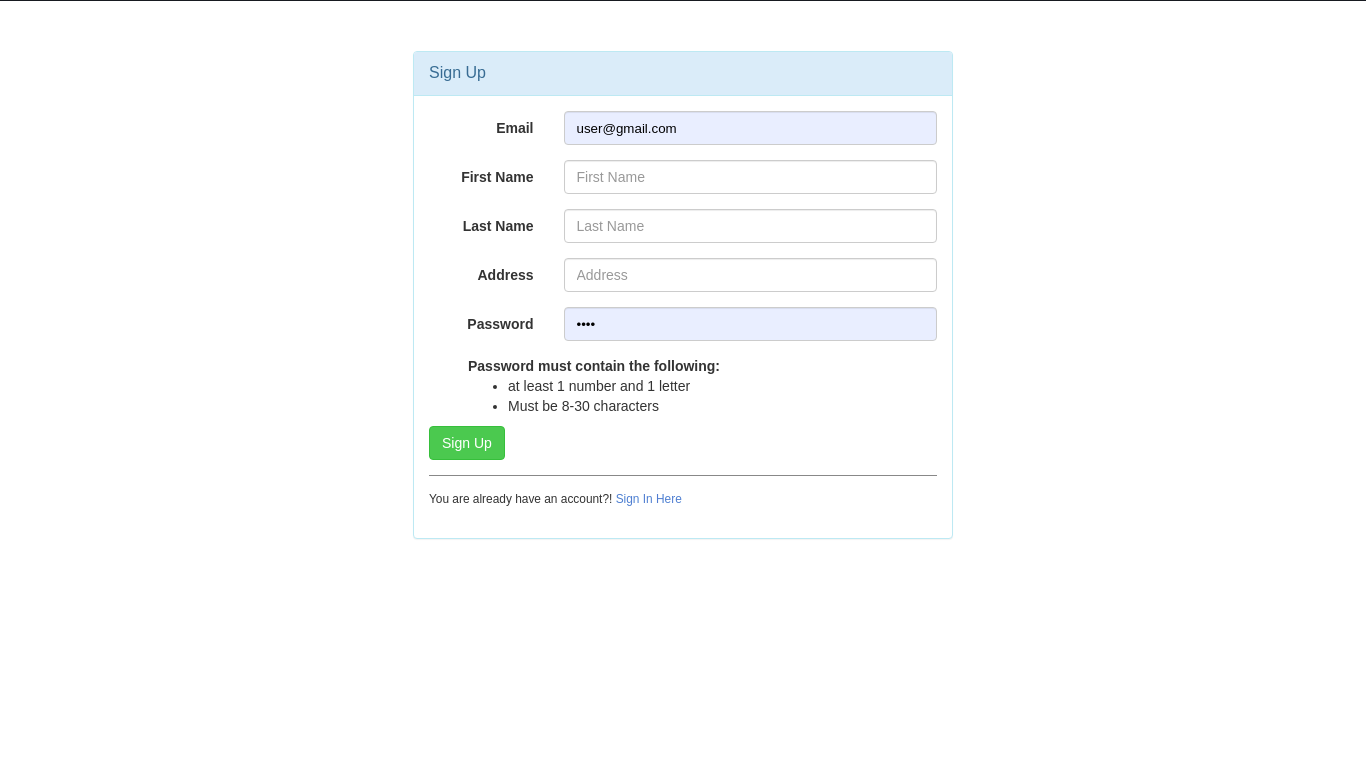 Sign Up
Email user@gmail.com
First Name First Name
Last Name Last Name
Address Address
Password ••••
Password must contain the following:
• at least 1 number and 1 letter
• Must be 8-30 characters
Sign Up
You are already have an account?! Sign In Here